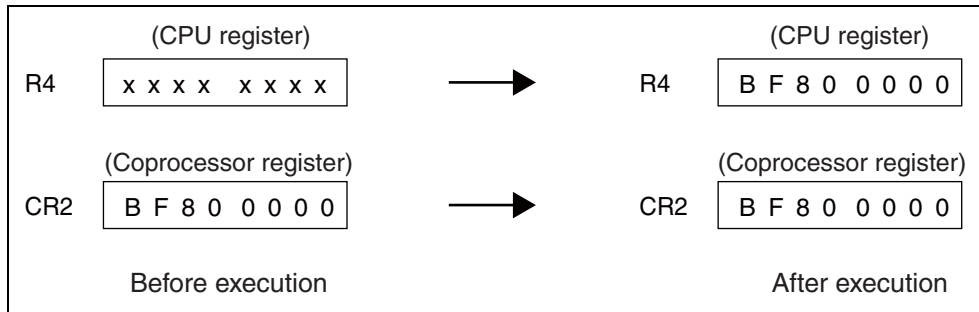 (CPU register) (CPU register)
R4 x x x x x x x x R4 B F 8 0 0 0 0 0
(Coprocessor register) (Coprocessor register)
CR2 B F 8 0 0 0 0 0 CR2 B F 8 0 0 0 0 0
Before execution After execution